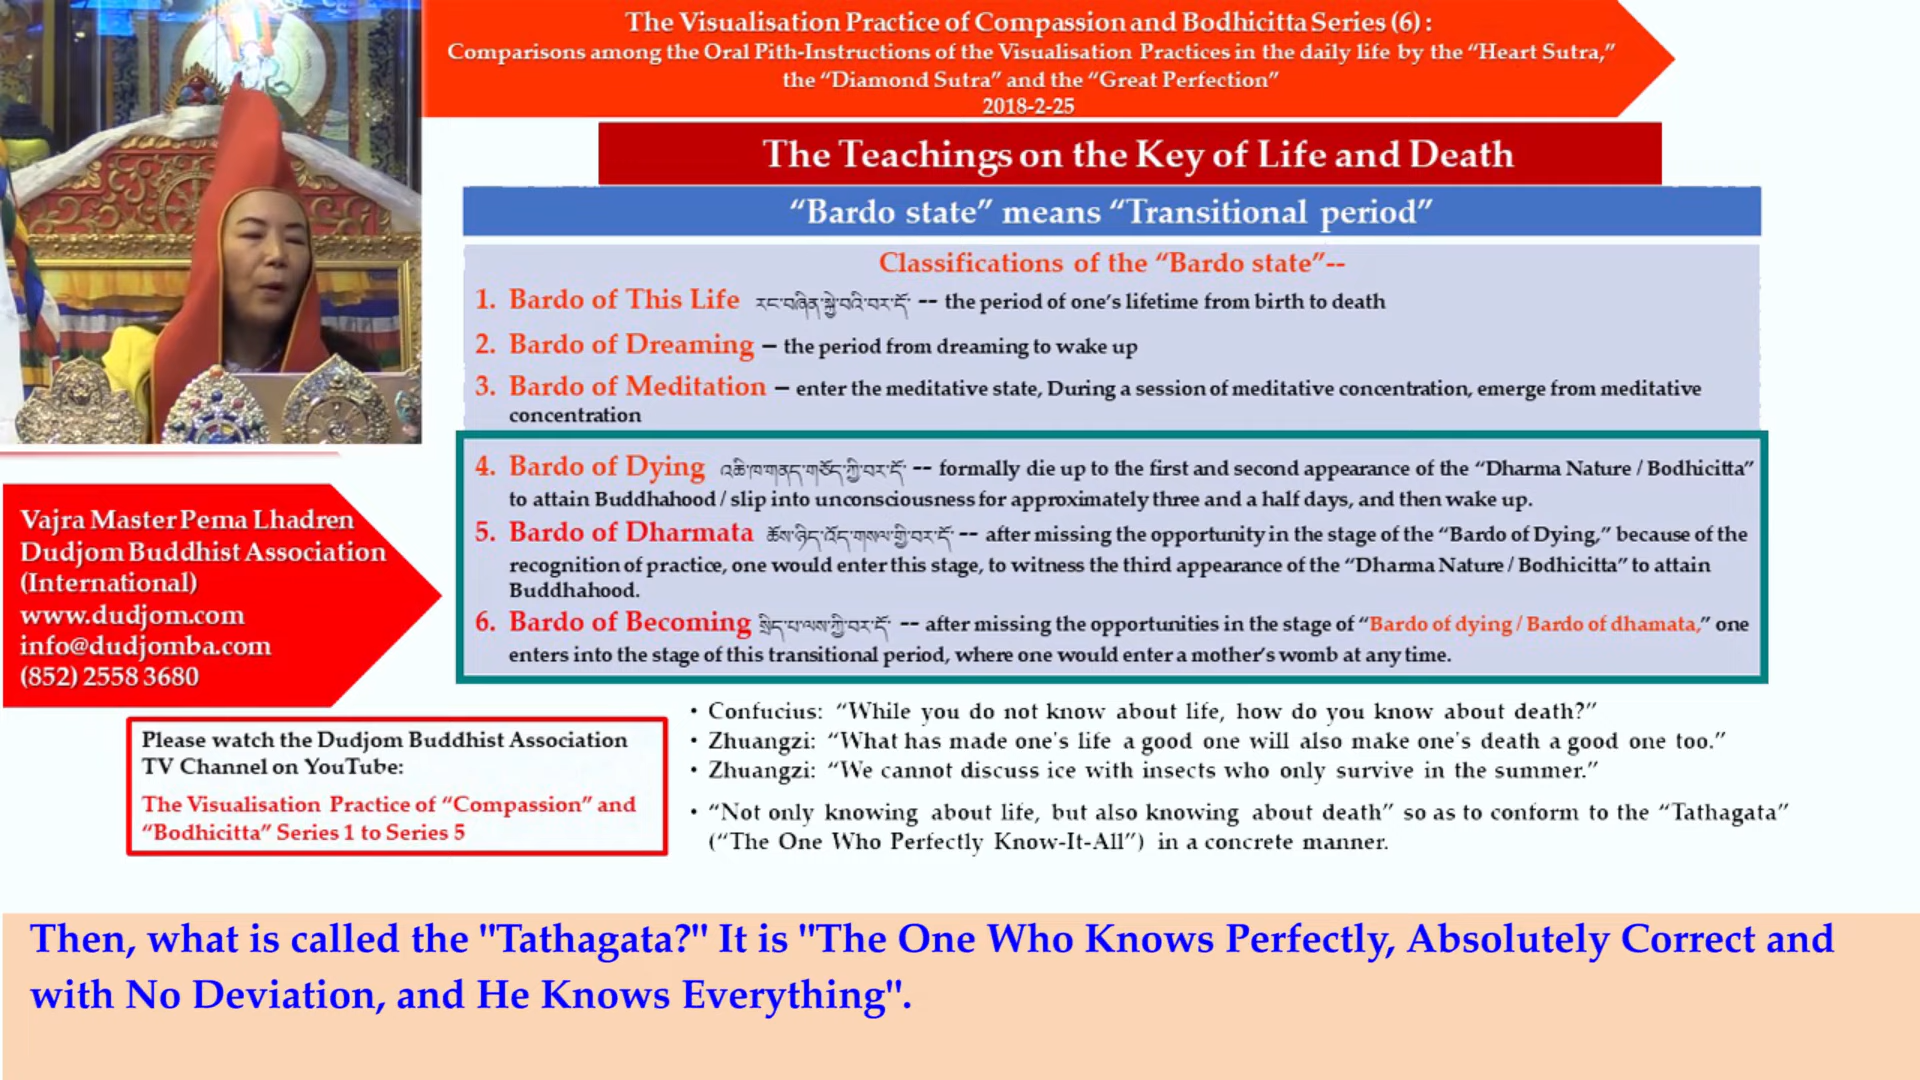 The Visualisation Practice of Compassion and Bodhicitta Series (6) :
Comparisons among the Oral Pith-Instructions of the Visualisation Practices in the daily life by the “Heart Sutra,”
the “Diamond Sutra” and the “Great Perfection”
2018-2-25
The Teachings on the Key of Life and Death
“Bardo state” means “Transitional period”
Classifications of the “Bardo state”--
1. Bardo of This Life རང་བཞིན་སྐྱེ་བའི་བར་དོ་ -- the period of one’s lifetime from birth to death
2. Bardo of Dreaming – the period from dreaming to wake up
3. Bardo of Meditation – enter the meditative state, During a session of meditative concentration, emerge from meditative
concentration
4. Bardo of Dying འཆི་ཁ་གནད་གཅོད་ཀྱི་བར་དོ་ -- formally die up to the first and second appearance of the “Dharma Nature / Bodhicitta”
to attain Buddhahood / slip into unconsciousness for approximately three and a half days, and then wake up.
5. Bardo of Dharmata ཆོས་ཉིད་འོད་གསལ་གྱི་བར་དོ་ -- after missing the opportunity in the stage of the “Bardo of Dying,” because of the
recognition of practice, one would enter this stage, to witness the third appearance of the “Dharma Nature / Bodhicitta” to attain
Buddhahood.
6. Bardo of Becoming སྲིད་པ་ལས་ཀྱི་བར་དོ་ -- after missing the opportunities in the stage of “Bardo of dying / Bardo of dhamata,” one
enters into the stage of this transitional period, where one would enter a mother’s womb at any time.
Vajra Master Pema Lhadren
Dudjom Buddhist Association
(International)
www.dudjom.com
info@dudjomba.com
(852) 2558 3680
Please watch the Dudjom Buddhist Association
TV Channel on YouTube:
The Visualisation Practice of “Compassion” and
“Bodhicitta” Series 1 to Series 5
• Confucius: “While you do not know about life, how do you know about death?”
• Zhuangzi: “What has made one's life a good one will also make one's death a good one too.”
• Zhuangzi: “We cannot discuss ice with insects who only survive in the summer.”
• “Not only knowing about life, but also knowing about death” so as to conform to the “Tathagata”
(“The One Who Perfectly Know-It-All”) in a concrete manner.
Then, what is called the "Tathagata?" It is "The One Who Knows Perfectly, Absolutely Correct and
with No Deviation, and He Knows Everything".